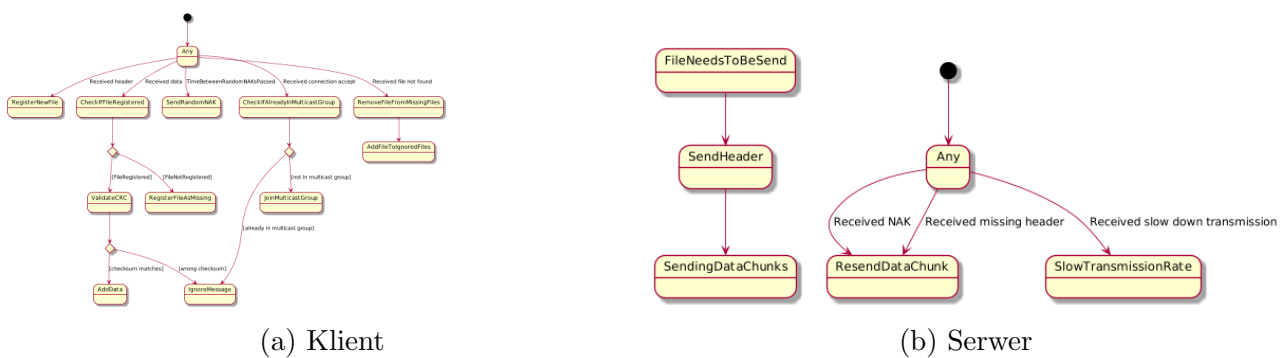 Any
Received header
Received data
TimeBetweenRandomNAKsPassed
Received connection accept
Received file not found
RegisterNewFile
CheckIfFileRegistered
SendRandomNAK
CheckIfAlreadyInMulticastGroup
RemoveFileFromMissingFiles
AddFileToIgnoredFiles
[FileRegistered]
[FileNotRegistered]
[not in multicast group]
ValidateCRC
RegisterFileAsMissing
JoinMulticastGroup
[already in multicast group]
[checksum matches]
[wrong checksum]
AddData
IgnoreMessage
(a) Klient
FileNeedsToBeSend
SendHeader
SendingDataChunks
Any
Received NAK
Received missing header
Received slow down transmission
ResendDataChunk
SlowTransmissionRate
(b) Serwer